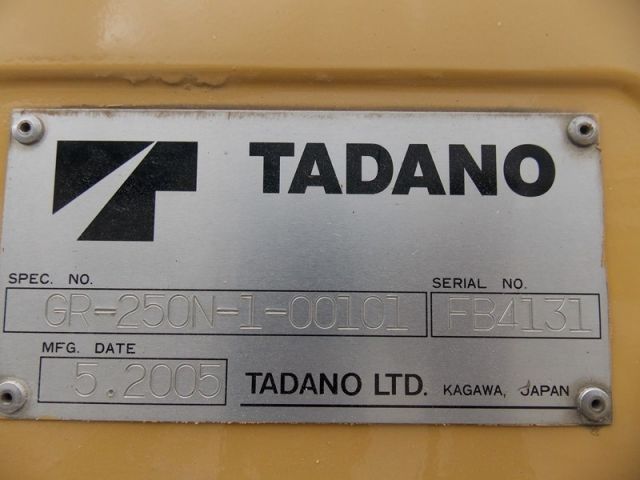 TADANO
SPEC. NO.
SERIAL NO.
GR-250N-1-00101
FB4131
MFG. DATE
5.2005
TADANO LTD. KAGAWA, JAPAN